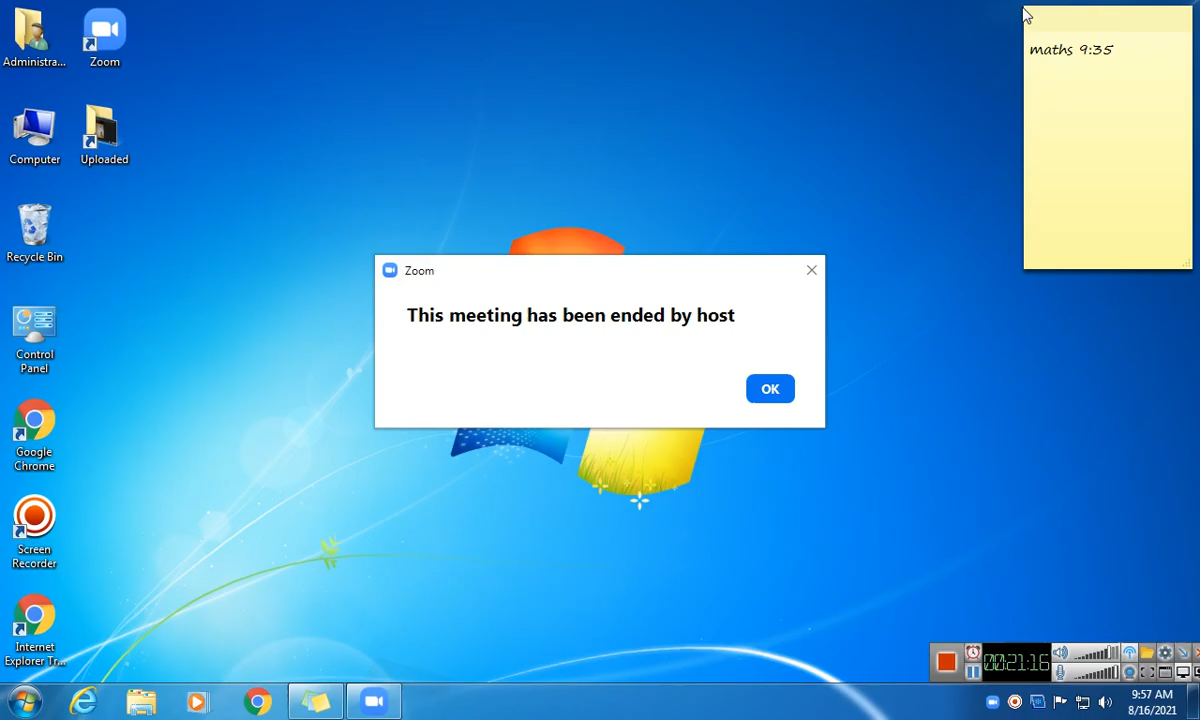 Administra...
Zoom
Computer
Uploaded
Recycle Bin
Control
Panel
Google
Chrome
Screen
Recorder
Internet
Explorer Tr...
maths 9:35
Zoom
This meeting has been ended by host
OK
00:21:16
9:57 AM
8/16/2021